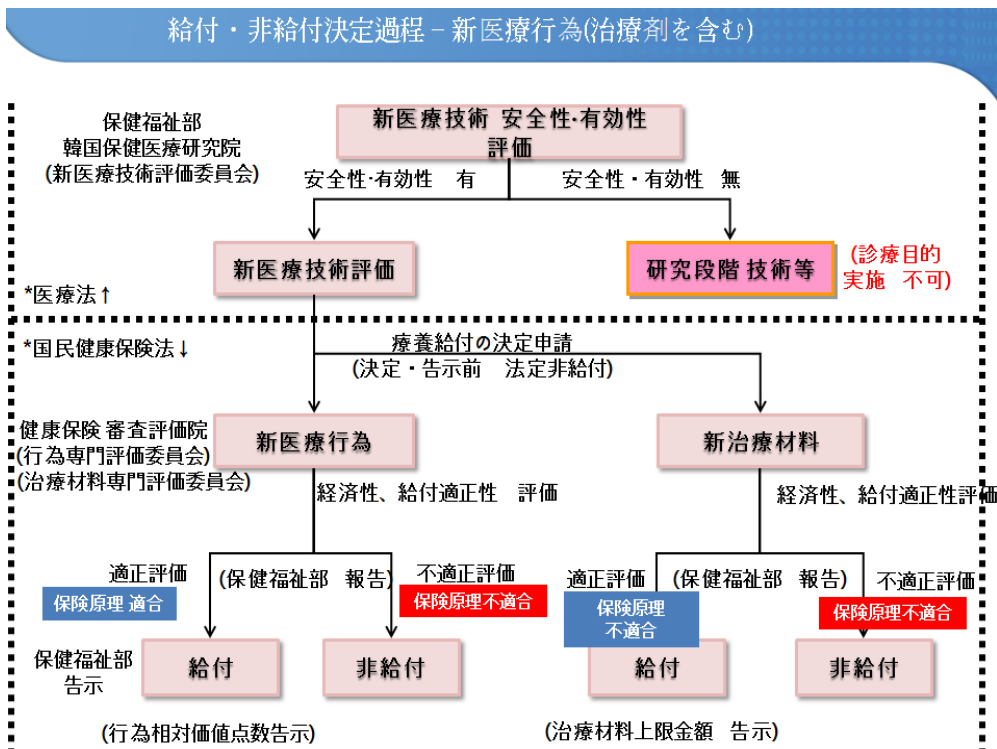 給付・非給付決定過程 – 新医療行為(治療剤を含む)
保健福祉部
韓国保健医療研究院
(新医療技術評価委員会)
新医療技術 安全性·有効性
評価
安全性·有効性 有
安全性・有効性 無
新医療技術評価
研究段階 技術等
(診療目的
実施 不可)
*医療法↑
*国民健康保険法↓
療養給付の決定申請
(決定・告示前 法定非給付)
健康保険 審査評価院
(行為専門評価委員会)
(治療材料専門評価委員会)
新医療行為
新治療材料
経済性、給付適正性 評価
経済性、給付適正性評価
適正評価
(保健福祉部 報告)
不適正評価
保険原理 適合
保険原理不適合
適正評価
(保健福祉部 報告)
不適正評価
保険原理
不適合
保険原理不適合
保健福祉部
告示
給付
非給付
給付
非給付
(行為相対価値点数告示)
(治療材料上限金額 告示)